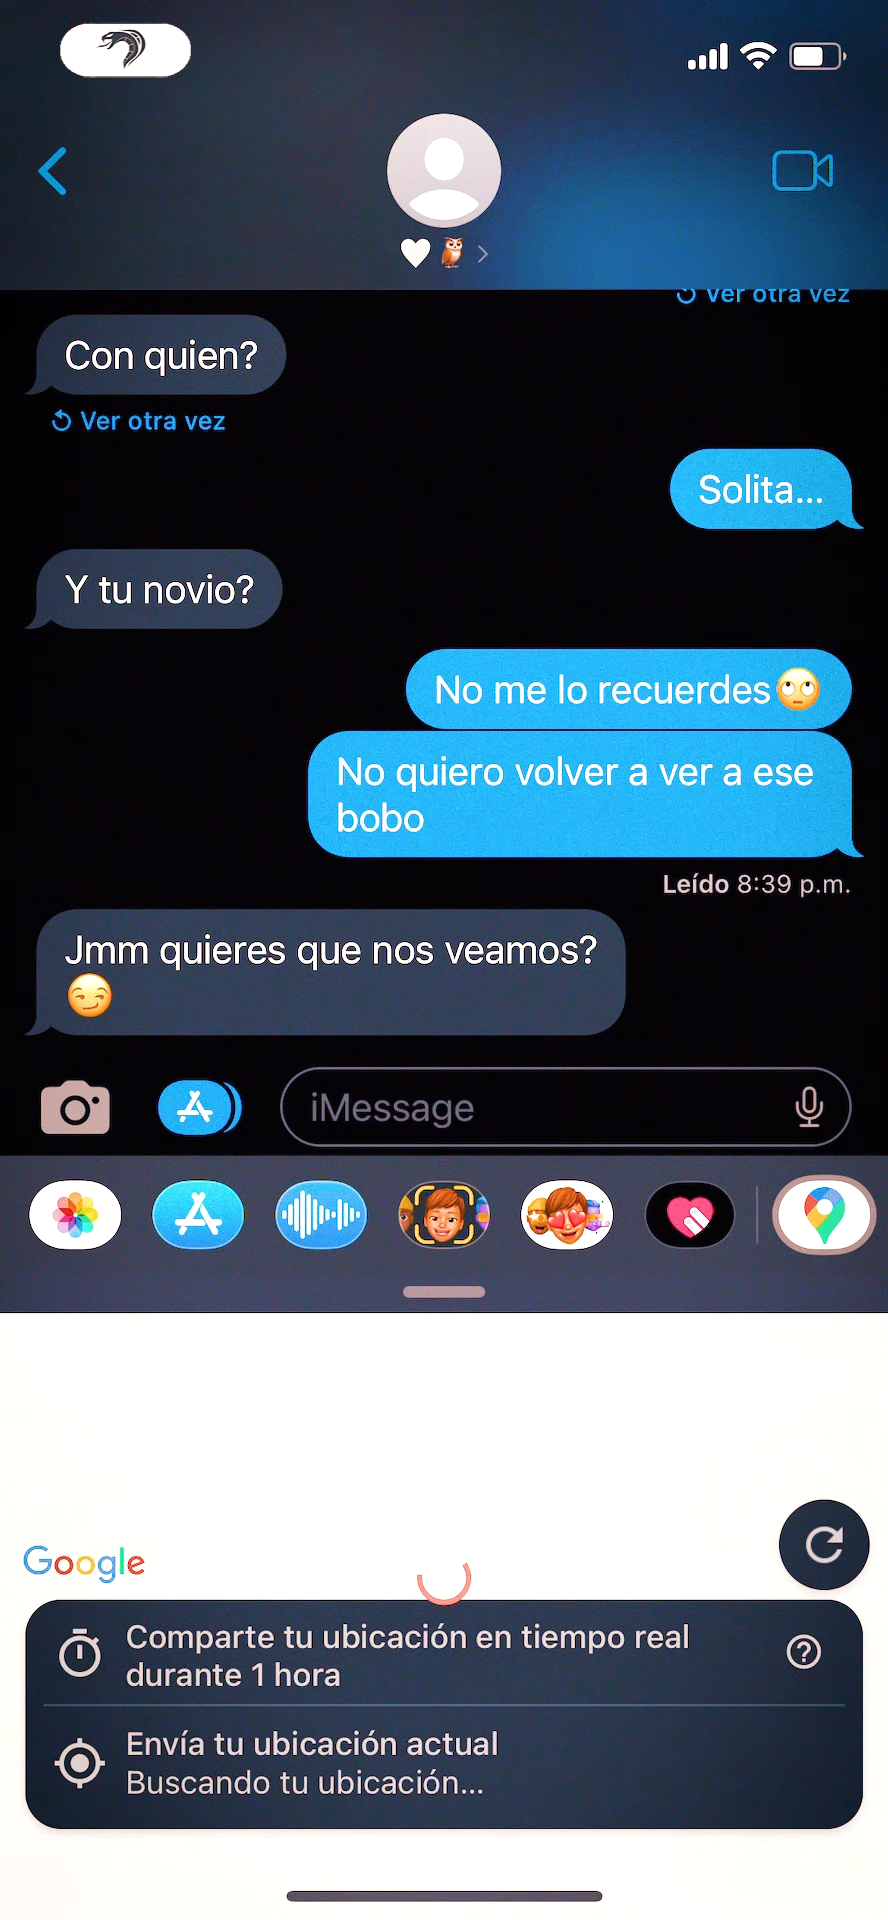 Ver otra vez
Con quien?
Ver otra vez
Solita...
Y tu novio?
No me lo recuerdes🙄
No quiero volver a ver a ese
bobo
Leído 8:39 p.m.
Jmm quieres que nos veamos?
😏
iMessage
Google
Comparte tu ubicación en tiempo real
durante 1 hora
Envía tu ubicación actual
Buscando tu ubicación...